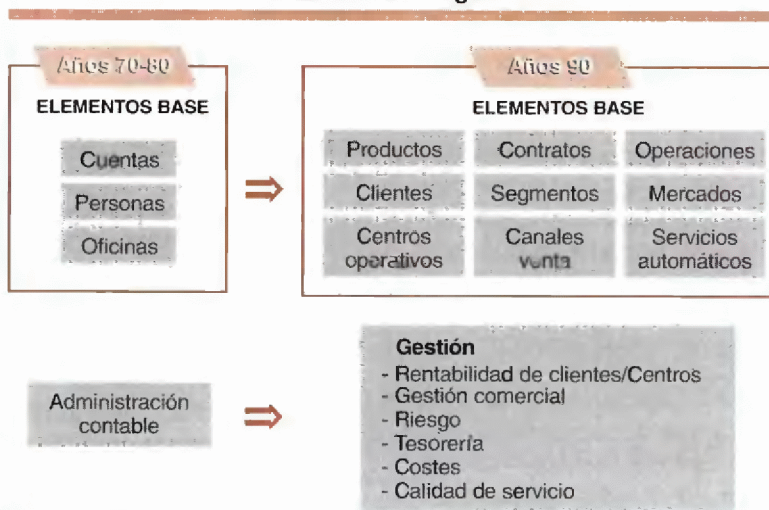 Años 70-80
ELEMENTOS BASE
Cuentas
Personas
Oficinas
Años 90
ELEMENTOS BASE
Productos
Contratos
Operaciones
Clientes
Segmentos
Mercados
Centros
operativos
Canales
venta
Servicios
automáticos
Administración
contable
Gestión
- Rentabilidad de clientes/Centros
- Gestión comercial
- Riesgo
- Tesorería
- Costes
- Calidad de servicio